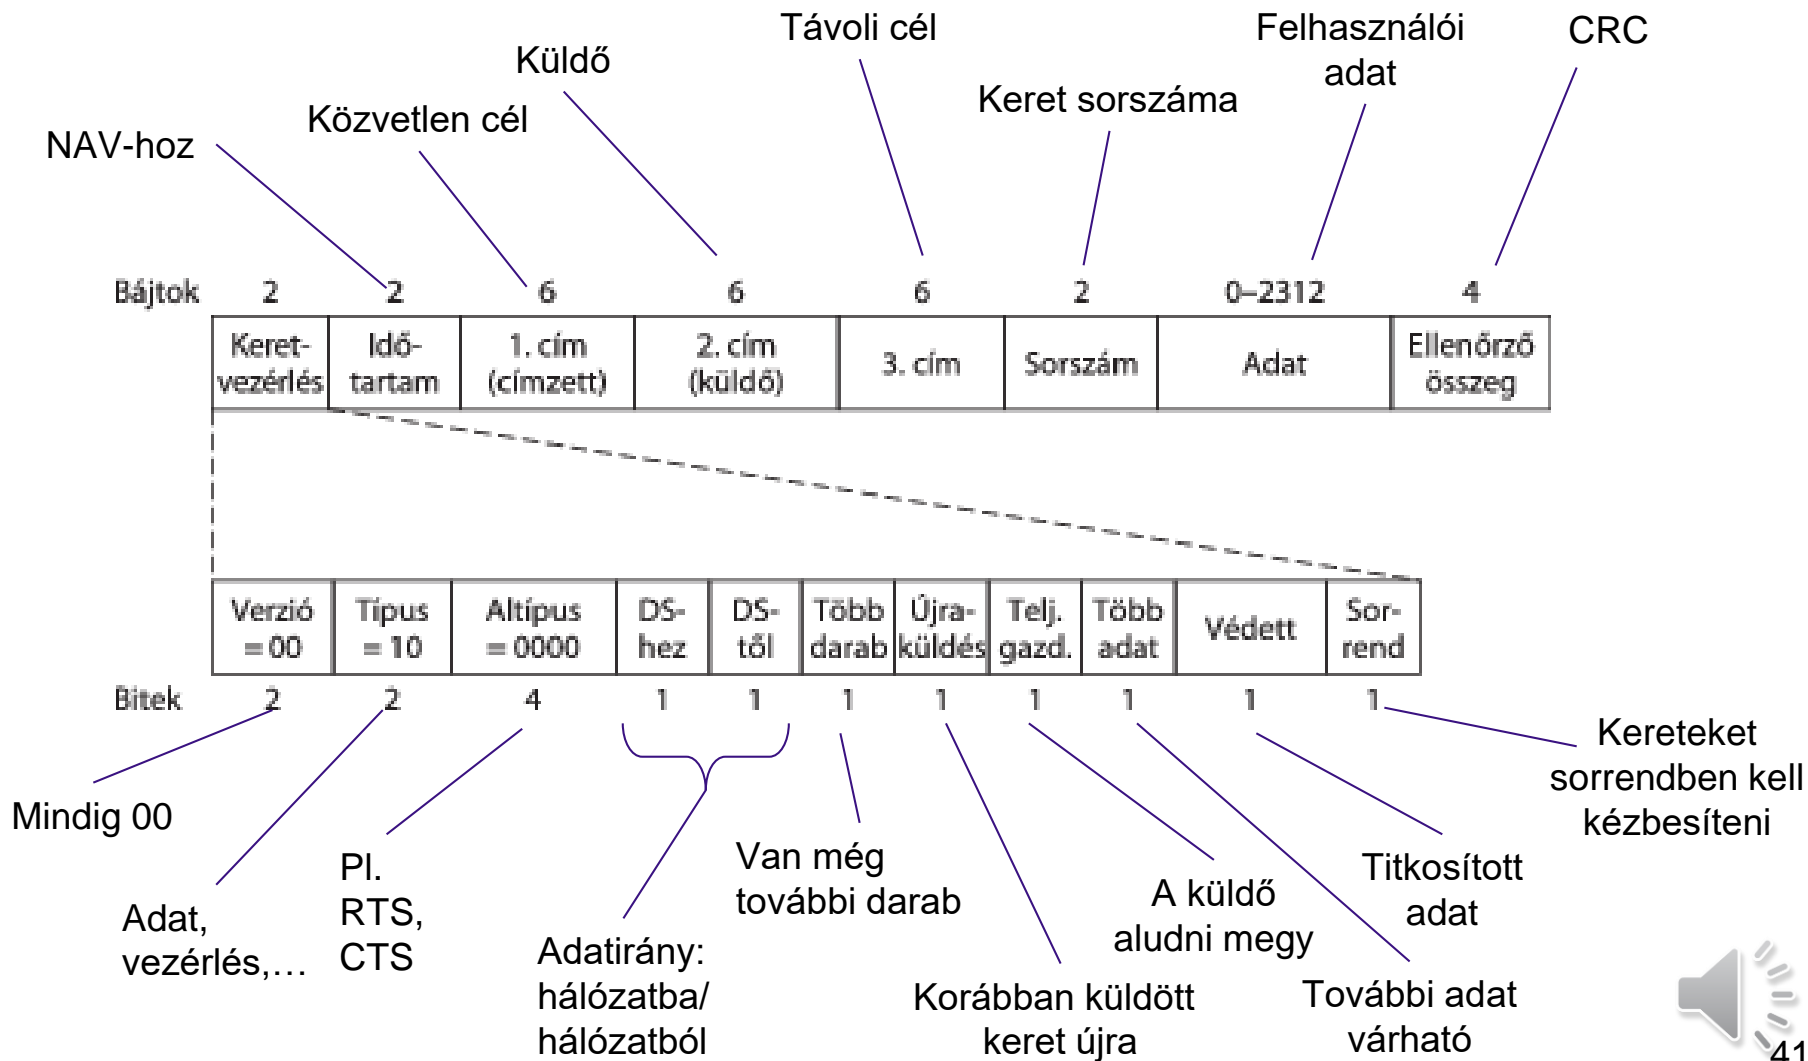 Távoli cél
Felhasználói
adat
CRC
Küldő
Keret sorszáma
Közvetlen cél
NAV-hoz
Bájtok 2 2 6 6 6 2 0–2312 4
Keret-
vezérlés
Idő-
tartam
1. cím
(címzett)
2. cím
(küldő)
3. cím
Sorszám
Adat
Ellenőrző
összeg
Verzió
= 00
Típus
= 10
Altípus
= 0000
DS-
hez
DS-
től
Több
darab
Újra-
küldés
Telj.
gazd.
Több
adat
Védett
Sor-
rend
Bitek 2 2 4 1 1 1 1 1 1 1 1
Mindig 00
Adat,
vezérlés,…
Pl.
RTS,
CTS
Adatirány:
hálózatba/
hálózatból
Van még
további darab
Korábban küldött
keret újra
A küldő
aludni megy
További adat
várható
Titkosított
adat
Kereteket
sorrendben kell
kézbesíteni
41